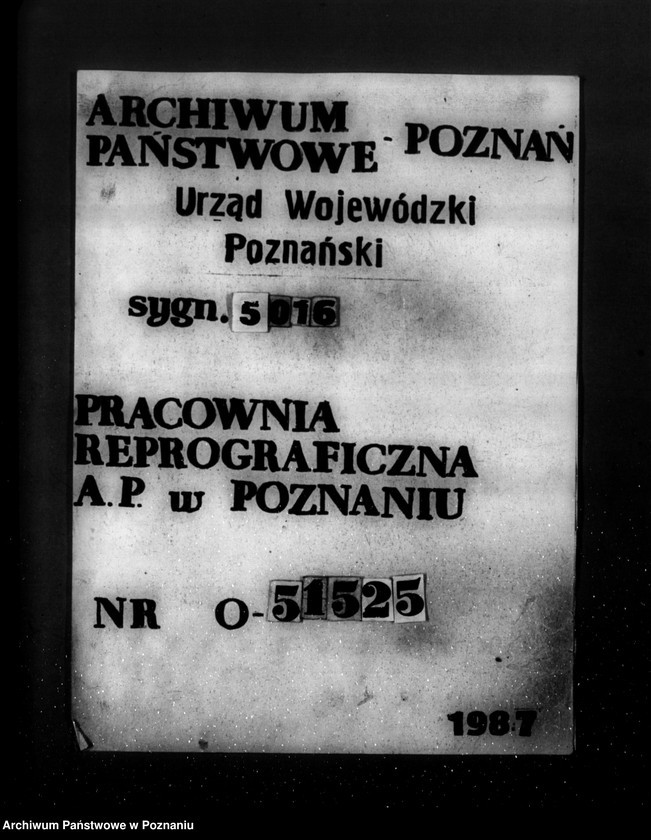 ARCHIWUM
PAŃSTWOWE - POZNAŃ
Urząd Wojewódzki
Poznański
sygn. 5016
PRACOWNIA
REPROGRAFICZNA
A.P. w POZNANIU
NR O-51525
1987
Archiwum Państwowe w Poznaniu